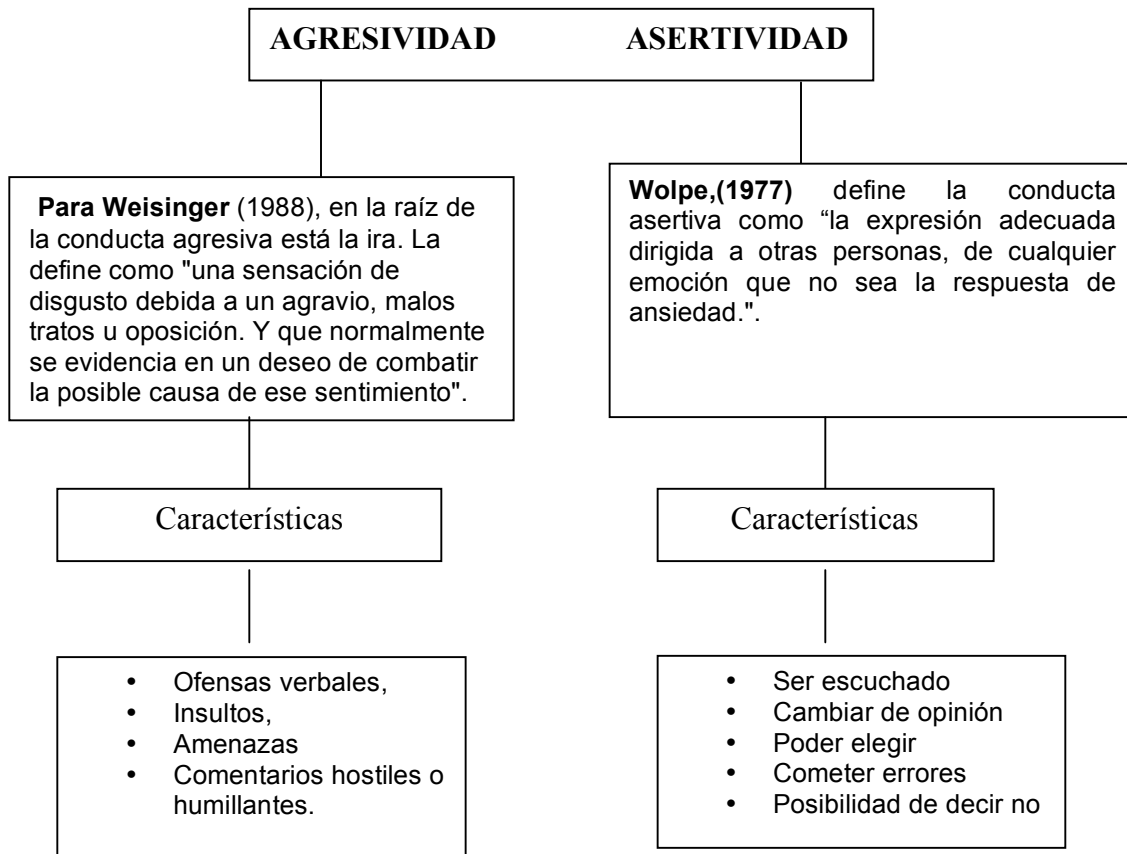 AGRESIVIDAD ASERTIVIDAD
Para Weisinger (1988), en la raíz de
la conducta agresiva está la ira. La
define como "una sensación de
disgusto debida a un agravio, malos
tratos u oposición. Y que normalmente
se evidencia en un deseo de combatir
la posible causa de ese sentimiento".
Wolpe,(1977) define la conducta
asertiva como “la expresión adecuada
dirigida a otras personas, de cualquier
emoción que no sea la respuesta de
ansiedad.".
Característícas
Característícas
• Ofensas verbales,
• Insultos,
• Amenazas
• Comentarios hostiles o
humillantes.
• Ser escuchado
• Cambiar de opinión
• Poder elegir
• Cometer errores
• Posibilidad de decir no